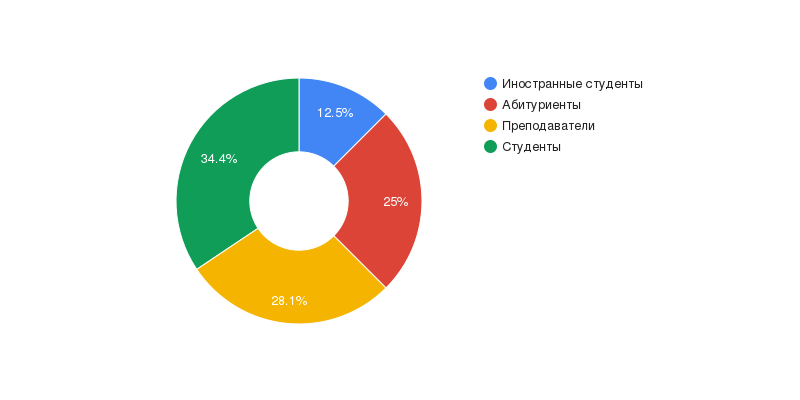 Иностранные студенты
Абитуриенты
Преподаватели
Студенты
12.5%
34.4%
25%
28.1%